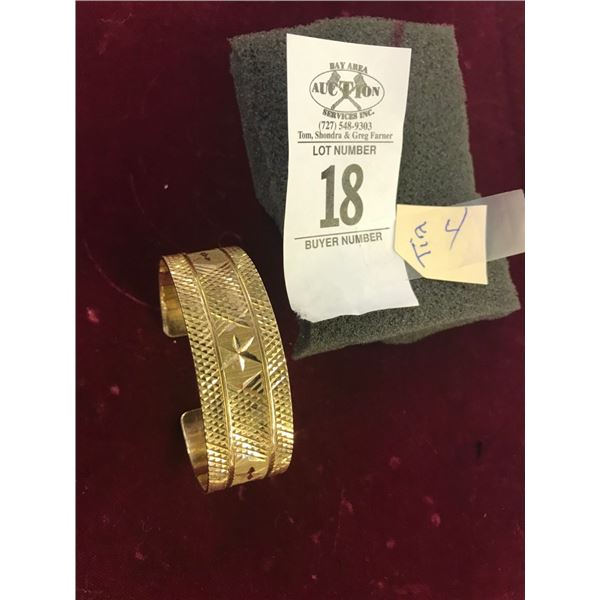 BAY AREA
AUCTION
SERVICES INC.
(727) 548-9303
Tom, Shondra & Greg Farner
LOT NUMBER
18
BUYER NUMBER
Tia 4